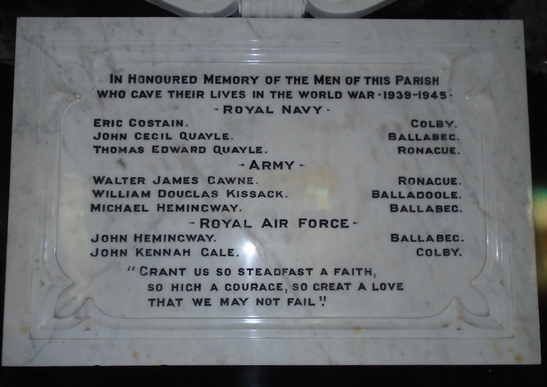 IN HONOURED MEMORY OF THE MEN OF THIS PARISH
WHO GAVE THEIR LIVES IN THE WORLD WAR · 1939-1945 ·
- ROYAL NAVY -
ERIC COSTAIN. COLBY.
JOHN CECIL QUAYLE. BALLABEG.
THOMAS EDWARD QUAYLE. RONAGUE.
- ARMY -
WALTER JAMES GAWNE. RONAGUE.
WILLIAM DOUGLAS KISSACK. BALLADOOLE.
MICHAEL HEMINGWAY. BALLABEG.
- ROYAL AIR FORCE -
JOHN HEMINGWAY. BALLABEG.
JOHN KENNAH GALE. COLBY.
"GRANT US SO STEADFAST A FAITH,
SO HIGH A COURAGE, SO GREAT A LOVE
THAT WE MAY NOT FAIL".